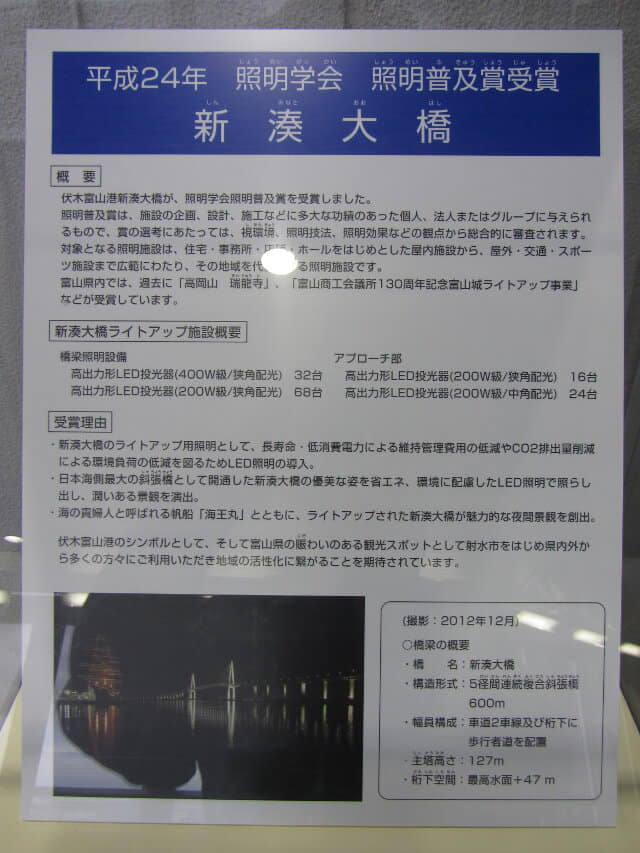 平成24年　照明学会　照明普及賞受賞
新湊大橋
概　要
伏木富山港新湊大橋が、照明学会照明普及賞を受賞しました。
照明普及賞は、施設の企画、設計、施工などに多大な功績のあった個人、法人またはグループに与えられ
るもので、賞の選考にあたっては、視環境、照明技法、照明効果などの観点から総合的に審査されます。
対象となる照明施設は、住宅・事務所・店舗・ホールをはじめとした屋内施設から、屋外・交通・スポー
ツ施設まで広範にわたり、その地域を代 する照明施設です。
富山県内では、過去に「高岡山　瑞龍寺」、「富山商工会議所130周年記念富山城ライトアップ事業」
などが受賞しています。
新湊大橋ライトアップ施設概要
橋梁照明設備
高出力形LED投光器(400W級/狭角配光)　32台
高出力形LED投光器(200W級/狭角配光)　68台
アプローチ部
高出力形LED投光器(200W級/狭角配光)　16台
高出力形LED投光器(200W級/中角配光)　24台
受賞理由
・新湊大橋のライトアップ用照明として、長寿命・低消費電力による維持管理費用の低減やCO2排出量削減
による環境負荷の低減を図るためLED照明の導入。
・日本海側最大の斜張橋として開通した新湊大橋の優美な姿を省エネ、環境に配慮したLED照明で照ら
し出し、潤いある景観を演出。
・海の貴婦人と呼ばれる帆船「海王丸」とともに、ライトアップされた新湊大橋が魅力的な夜間景観を創出。
伏木富山港のシンボルとして、そして富山県の賑わいのある観光スポットとして射水市をはじめ県内外か
ら多くの方々にご利用いただき地域の活性化に繋がることを期待されています。
(撮影：2012年12月)
○橋梁の概要
・橋　　名：新湊大橋
・構造形式：5径間連続複合斜張橋
600m
・幅員構成：車道2車線及び桁下に
歩行者道を配置
・主塔高さ：127m
・桁下空間：最高水面+47 m